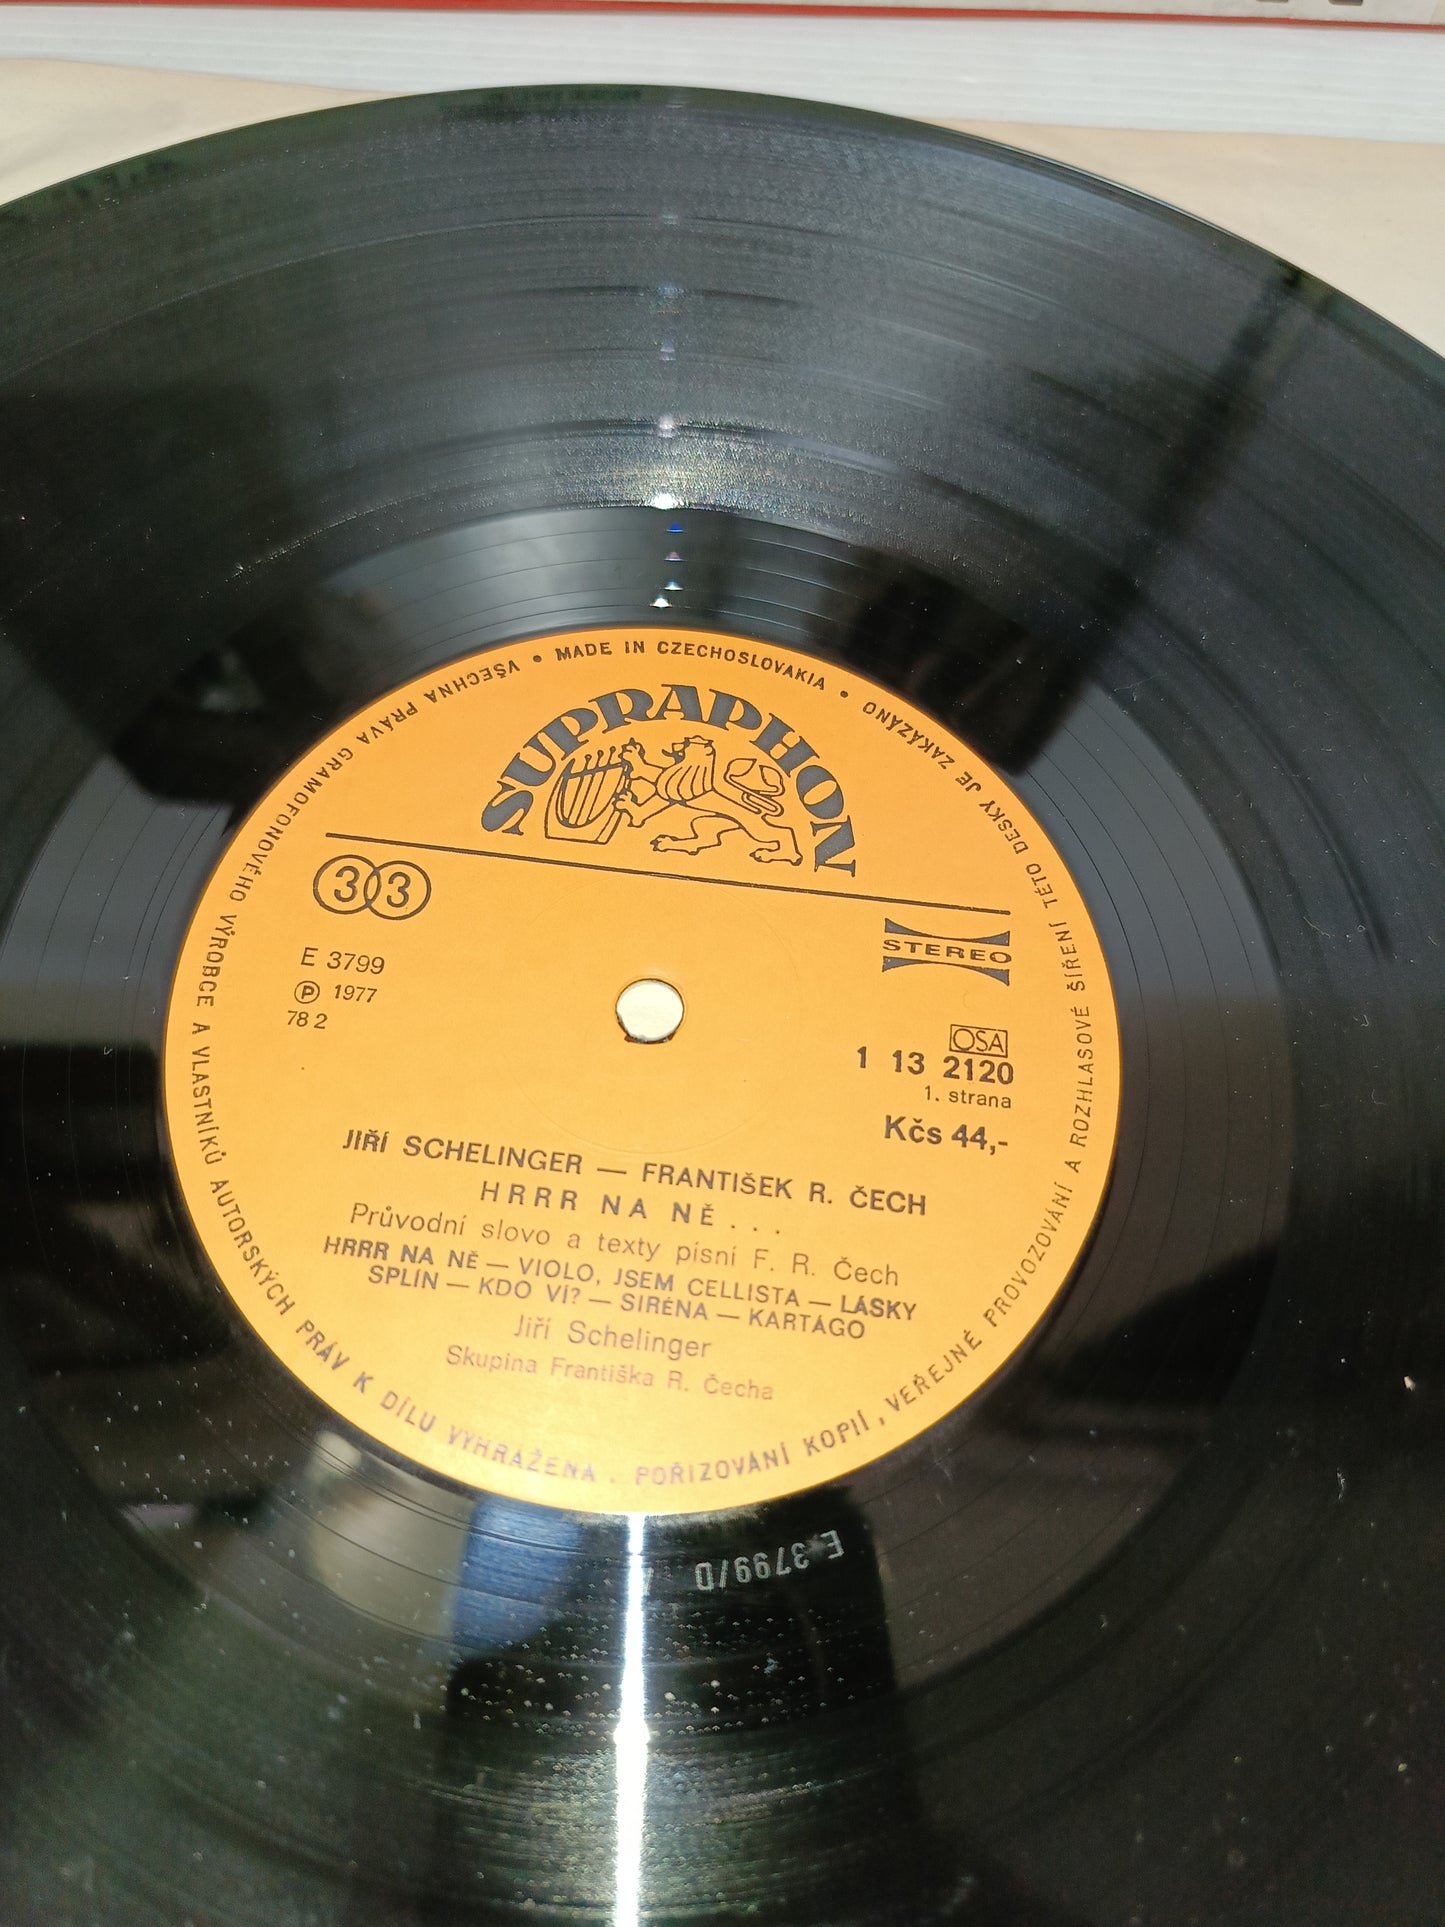 • MADE IN CZECHOSLOVAKIA •
VŠECHNA PRÁVA GRAMOFONOVÉHO VÝROBCE A VLASTNÍKŮ AUTORSKÝCH PRÁV K DÍLU VYHRAŽENA . POŘIZOVÁNÍ KOPIÍ, VEŘEJNÉ PROVOZOVÁNÍ A ROZHLASOVÉ ŠÍŘENÍ TÉTO DESKY JE ZAKÁZÁNO
SUPRAPHON
33
STEREO
E 3799
Ⓟ 1977
78 2
OSA
1 13 2120
1. strana
Kčs 44,-
JIŘÍ SCHELINGER — FRANTIŠEK R. ČECH
HRRR NA NĚ...
Průvodní slovo a texty písní F. R. Čech
HRRR NA NĚ — VIOLO, JSEM CELLISTA — LÁSKY
SPLÍN — KDO VÍ? — SIRÉNA — KARTÁGO
Jiří Schelinger
Skupina Františka R. Čecha
E 3799/D